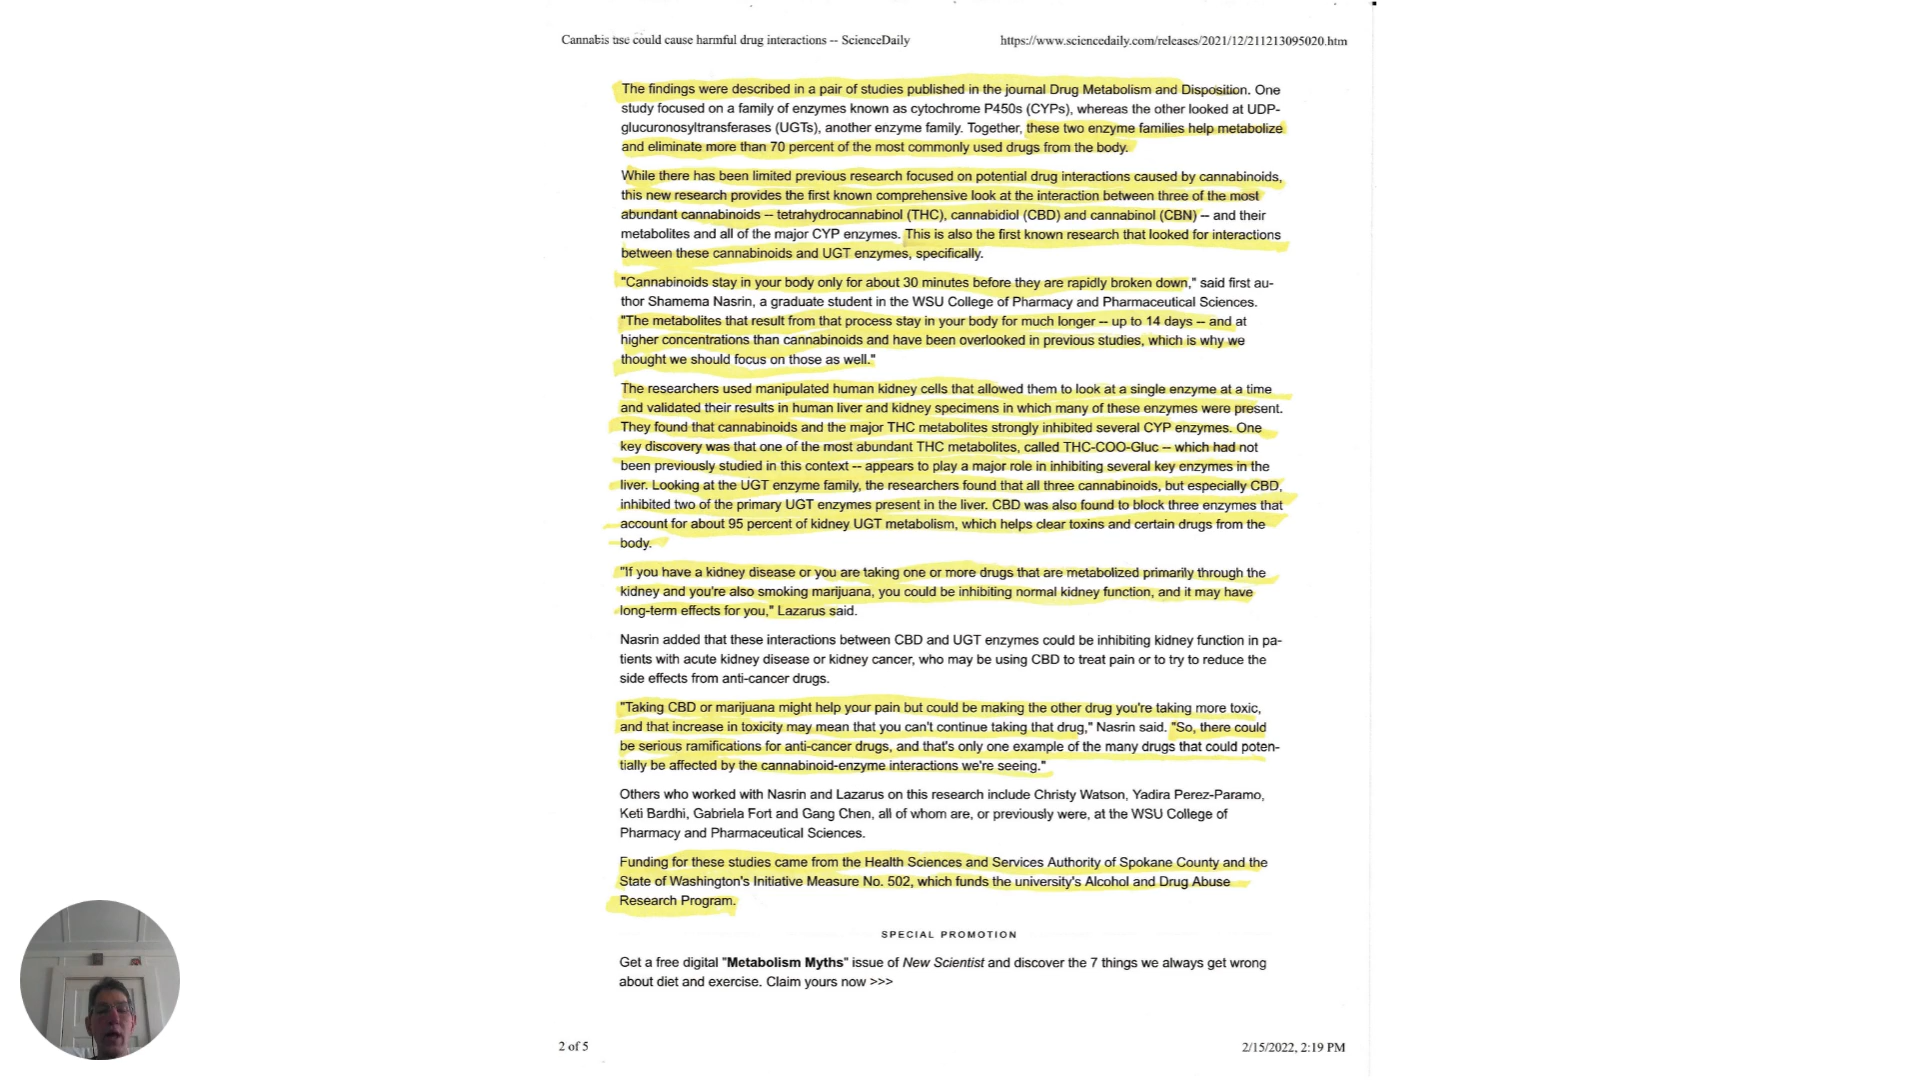 Cannabis use could cause harmful drug interactions -- ScienceDaily
https://www.sciencedaily.com/releases/2021/12/211213095020.htm
The findings were described in a pair of studies published in the journal Drug Metabolism and Disposition. One
study focused on a family of enzymes known as cytochrome P450s (CYPs), whereas the other looked at UDP-
glucuronosyltransferases (UGTs), another enzyme family. Together, these two enzyme families help metabolize
and eliminate more than 70 percent of the most commonly used drugs from the body.
While there has been limited previous research focused on potential drug interactions caused by cannabinoids,
this new research provides the first known comprehensive look at the interaction between three of the most
abundant cannabinoids -- tetrahydrocannabinol (THC), cannabidiol (CBD) and cannabinol (CBN) -- and their
metabolites and all of the major CYP enzymes. This is also the first known research that looked for interactions
between these cannabinoids and UGT enzymes, specifically.
"Cannabinoids stay in your body only for about 30 minutes before they are rapidly broken down," said first au-
thor Shamema Nasrin, a graduate student in the WSU College of Pharmacy and Pharmaceutical Sciences.
"The metabolites that result from that process stay in your body for much longer -- up to 14 days -- and at
higher concentrations than cannabinoids and have been overlooked in previous studies, which is why we
thought we should focus on those as well."
The researchers used manipulated human kidney cells that allowed them to look at a single enzyme at a time
and validated their results in human liver and kidney specimens in which many of these enzymes were present.
They found that cannabinoids and the major THC metabolites strongly inhibited several CYP enzymes. One
key discovery was that one of the most abundant THC metabolites, called THC-COO-Gluc -- which had not
been previously studied in this context -- appears to play a major role in inhibiting several key enzymes in the
liver. Looking at the UGT enzyme family, the researchers found that all three cannabinoids, but especially CBD,
inhibited two of the primary UGT enzymes present in the liver. CBD was also found to block three enzymes that
account for about 95 percent of kidney UGT metabolism, which helps clear toxins and certain drugs from the
body.
"If you have a kidney disease or you are taking one or more drugs that are metabolized primarily through the
kidney and you're also smoking marijuana, you could be inhibiting normal kidney function, and it may have
long-term effects for you," Lazarus said.
Nasrin added that these interactions between CBD and UGT enzymes could be inhibiting kidney function in pa-
tients with acute kidney disease or kidney cancer, who may be using CBD to treat pain or to try to reduce the
side effects from anti-cancer drugs.
"Taking CBD or marijuana might help your pain but could be making the other drug you're taking more toxic,
and that increase in toxicity may mean that you can't continue taking that drug," Nasrin said. "So, there could
be serious ramifications for anti-cancer drugs, and that's only one example of the many drugs that could poten-
tially be affected by the cannabinoid-enzyme interactions we're seeing."
Others who worked with Nasrin and Lazarus on this research include Christy Watson, Yadira Perez-Paramo,
Keti Bardhi, Gabriela Fort and Gang Chen, all of whom are, or previously were, at the WSU College of
Pharmacy and Pharmaceutical Sciences.
Funding for these studies came from the Health Sciences and Services Authority of Spokane County and the
State of Washington's Initiative Measure No. 502, which funds the university's Alcohol and Drug Abuse
Research Program.
SPECIAL PROMOTION
Get a free digital "Metabolism Myths" issue of New Scientist and discover the 7 things we always get wrong
about diet and exercise. Claim yours now >>>
2 of 5
2/15/2022, 2:19 PM